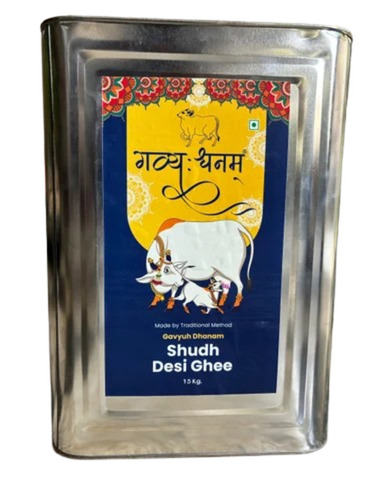 गव्य: धनम्
Made by Traditional Method
Gavyuh Dhanam
Shudh
Desi Ghee
15 Kg.